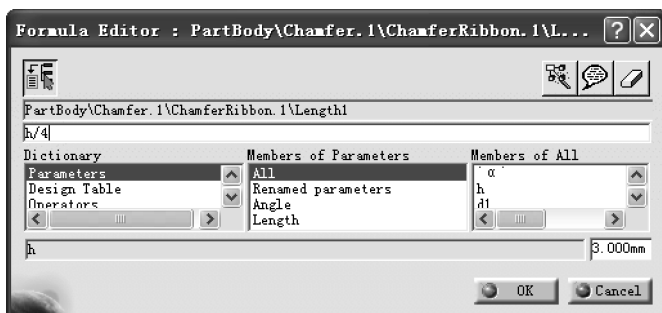 Formula Editor : PartBody\Chamfer.1\ChamferRibbon.1\L...
PartBody\Chamfer.1\ChamferRibbon.1\Length1
h/4
Dictionary Members of Parameters Members of All
Parameters All `α`
Design Table Renamed parameters h
Operators Angle d1
Length
h 3.000mm
OK Cancel